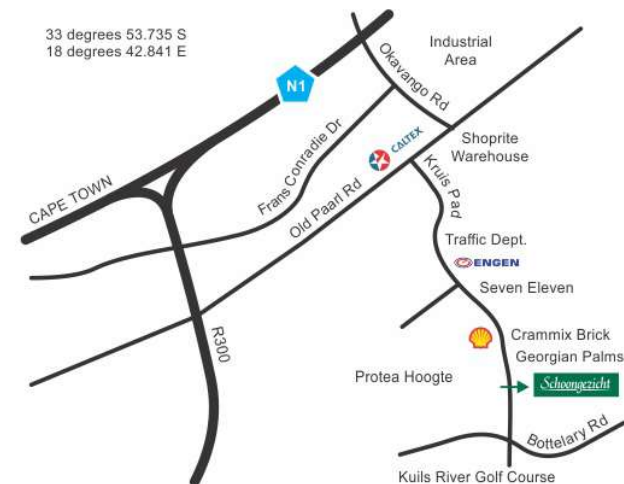 33 degrees 53.735 S
18 degrees 42.841 E
Industrial
Area
N1
Okavango Rd
CALTEX
Shoprite
Warehouse
Frans Conradie Dr
Kruis Pad
CAPE TOWN
Old Paarl Rd
Traffic Dept.
ENGEN
Seven Eleven
R300
Crammix Brick
Georgian Palms
Protea Hoogte
Schoongezicht
Bottelary Rd
Kuils River Golf Course